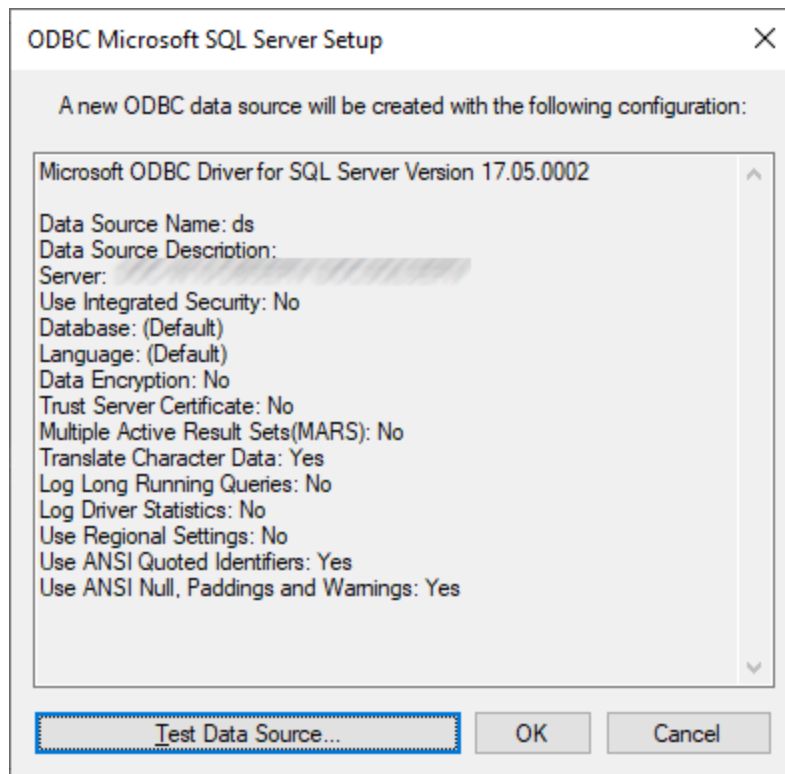 ODBC Microsoft SQL Server Setup
A new ODBC data source will be created with the following configuration:
Microsoft ODBC Driver for SQL Server Version 17.05.0002
Data Source Name: ds
Data Source Description:
Server:
Use Integrated Security: No
Database: (Default)
Language: (Default)
Data Encryption: No
Trust Server Certificate: No
Multiple Active Result Sets(MARS): No
Translate Character Data: Yes
Log Long Running Queries: No
Log Driver Statistics: No
Use Regional Settings: No
Use ANSI Quoted Identifiers: Yes
Use ANSI Null, Paddings and Warnings: Yes
Test Data Source... OK Cancel